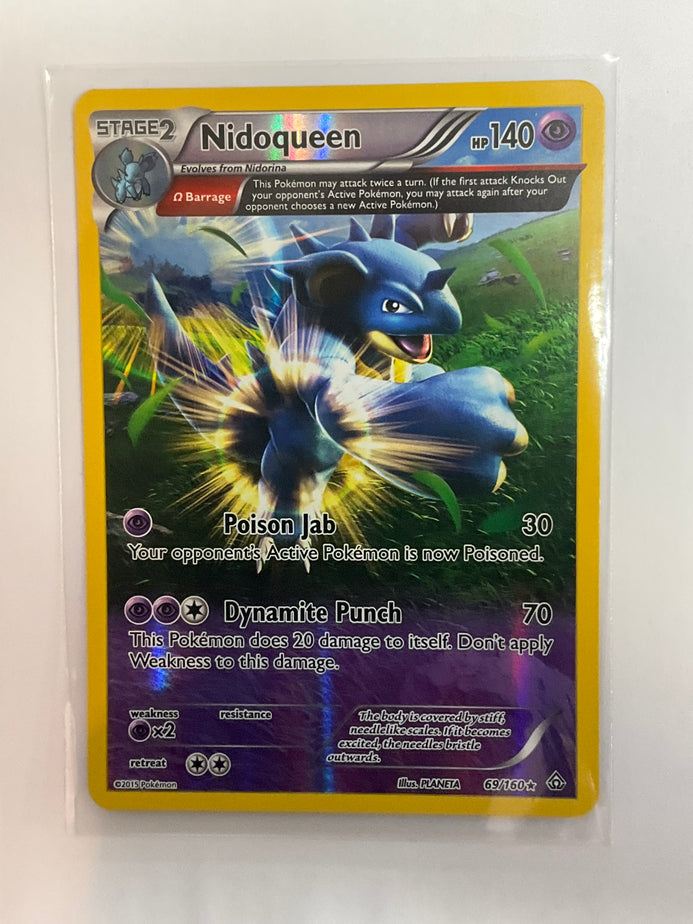 STAGE2
Nidoqueen
HP140
Evolves from Nidorina
Ω Barrage
This Pokémon may attack twice a turn. (If the first attack Knocks Out
your opponent's Active Pokémon, you may attack again after your
opponent chooses a new Active Pokémon.)
Poison Jab 30
Your opponent's Active Pokémon is now Poisoned.
Dynamite Punch 70
This Pokémon does 20 damage to itself. Don't apply
Weakness to this damage.
weakness resistance
×2
The body is covered by stiff,
needlelike scales. If it becomes
excited, the needles bristle
outwards.
retreat
©2015 Pokémon
Illus. PLANETA
69/160★